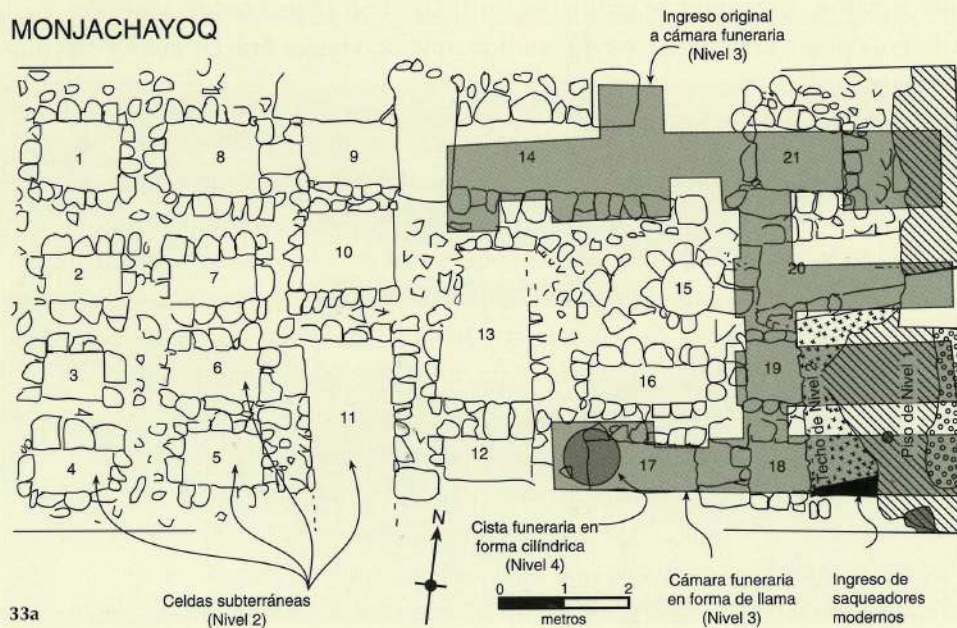 MONJACHAYOQ
Ingreso original
a cámara funeraria
(Nivel 3)
1
8
9
14
21
2
7
10
15
20
13
3
6
16
19
11
4
5
12
17
18
Techo de Nivel 2
Piso de Nivel 1
N
Cista funeraria en
forma cilíndrica
(Nivel 4)
Cámara funeraria
en forma de llama
(Nivel 3)
Ingreso de
saqueadores
modernos
Celdas subterráneas
(Nivel 2)
0 1 2
metros
33a